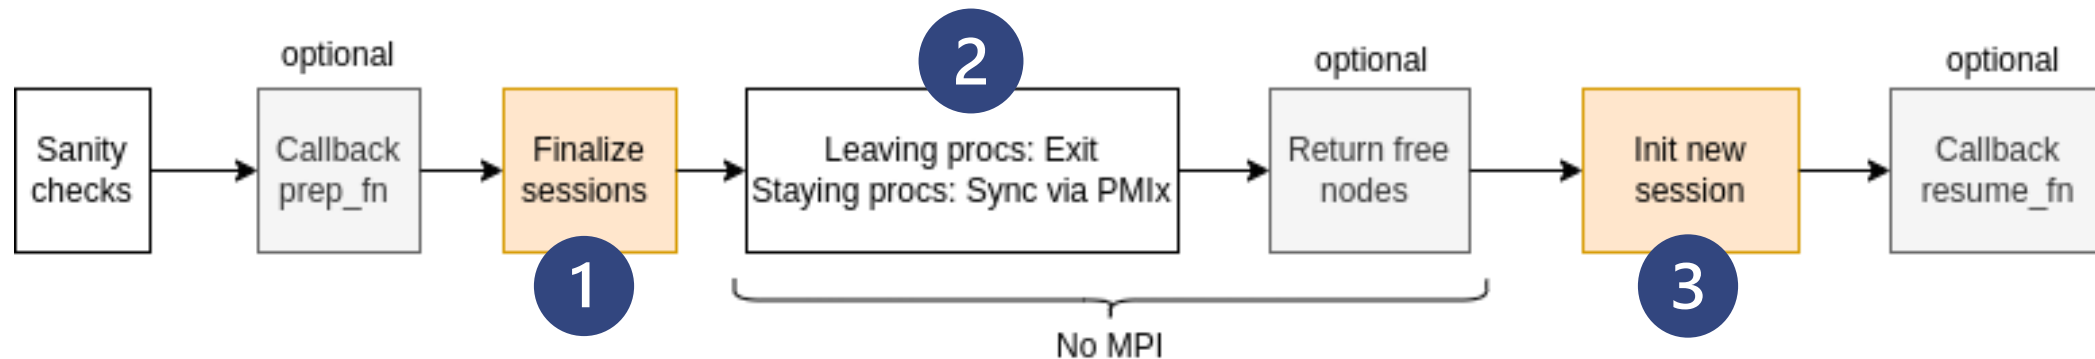 optional
2
optional
optional
Sanity
checks
Callback
prep_fn
Finalize
sessions
Leaving procs: Exit
Staying procs: Sync via PMIx
Return free
nodes
Init new
session
Callback
resume_fn
1
3
No MPI